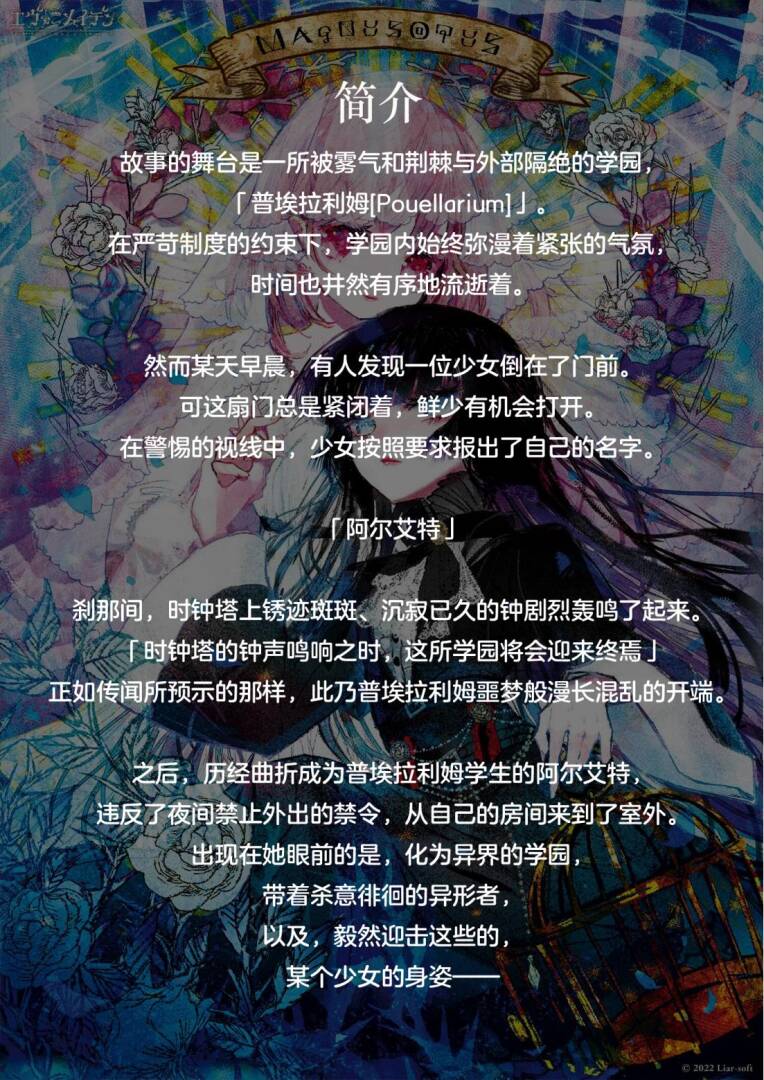 エヴァーメイデン
MAGNUSOPUS
简介
故事的舞台是一所被雾气和荆棘与外部隔绝的学园，
「普埃拉利姆[Pouellarium]」。
在严苛制度的约束下，学园内始终弥漫着紧张的气氛，
时间也井然有序地流逝着。
然而某天早晨，有人发现一位少女倒在了门前。
可这扇门总是紧闭着，鲜少有机会打开。
在警惕的视线中，少女按照要求报出了自己的名字。
「阿尔艾特」
刹那间，时钟塔上锈迹斑斑、沉寂已久的钟剧烈轰鸣了起来。
「时钟塔的钟声鸣响之时，这所学园将会迎来终焉」
正如传闻所预示的那样，此乃普埃拉利姆噩梦般漫长混乱的开端。
之后，历经曲折成为普埃拉利姆学生的阿尔艾特，
违反了夜间禁止外出的禁令，从自己的房间来到了室外。
出现在她眼前的是，化为异界的学园，
带着杀意徘徊的异形者，
以及，毅然迎击这些的，
某个少女的身姿——
© 2022 Liar-soft